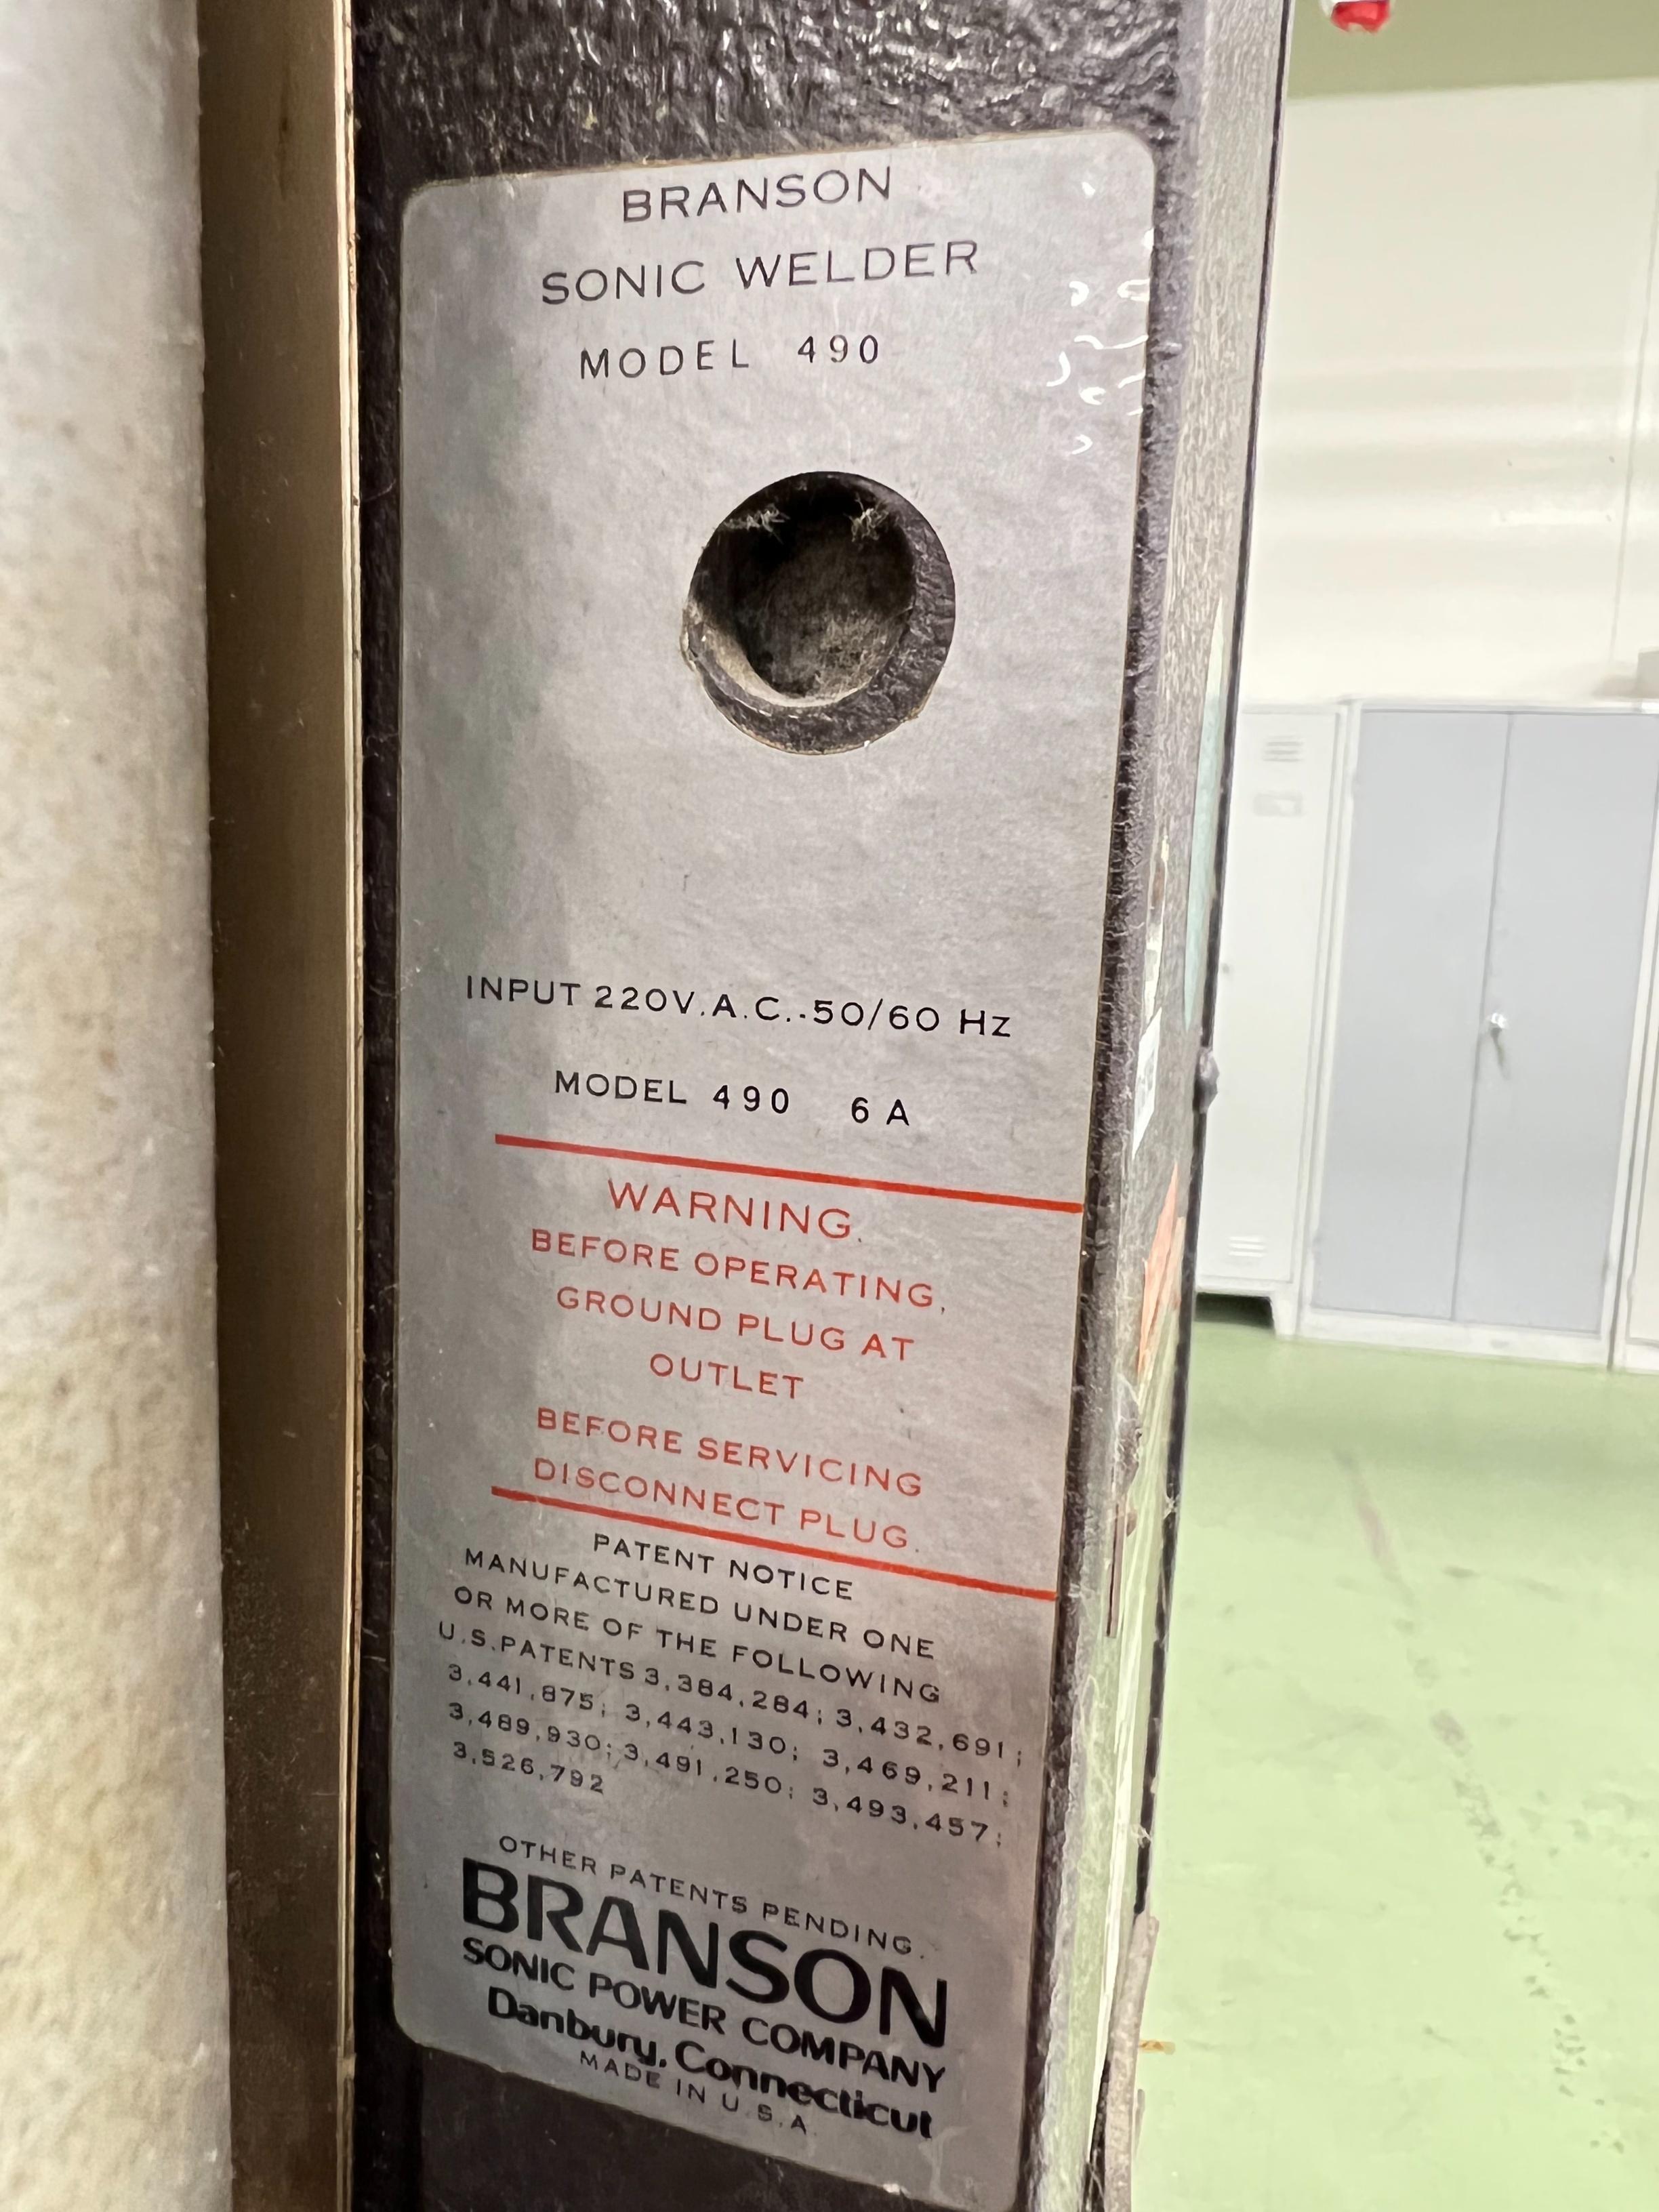 BRANSON
SONIC WELDER
MODEL 490
INPUT 220V.A.C.-50/60 Hz
MODEL 490 6 A
WARNING.
BEFORE OPERATING,
GROUND PLUG AT
OUTLET
BEFORE SERVICING
DISCONNECT PLUG.
PATENT NOTICE
MANUFACTURED UNDER ONE
OR MORE OF THE FOLLOWING
U.S.PATENTS 3,384,284; 3,432,691;
3,441,875; 3,443,130; 3,469,211;
3,489,930; 3,491,250; 3,493,457;
3,526,792
OTHER PATENTS PENDING.
BRANSON
SONIC POWER COMPANY
Danbury, Connecticut
MADE IN U.S.A